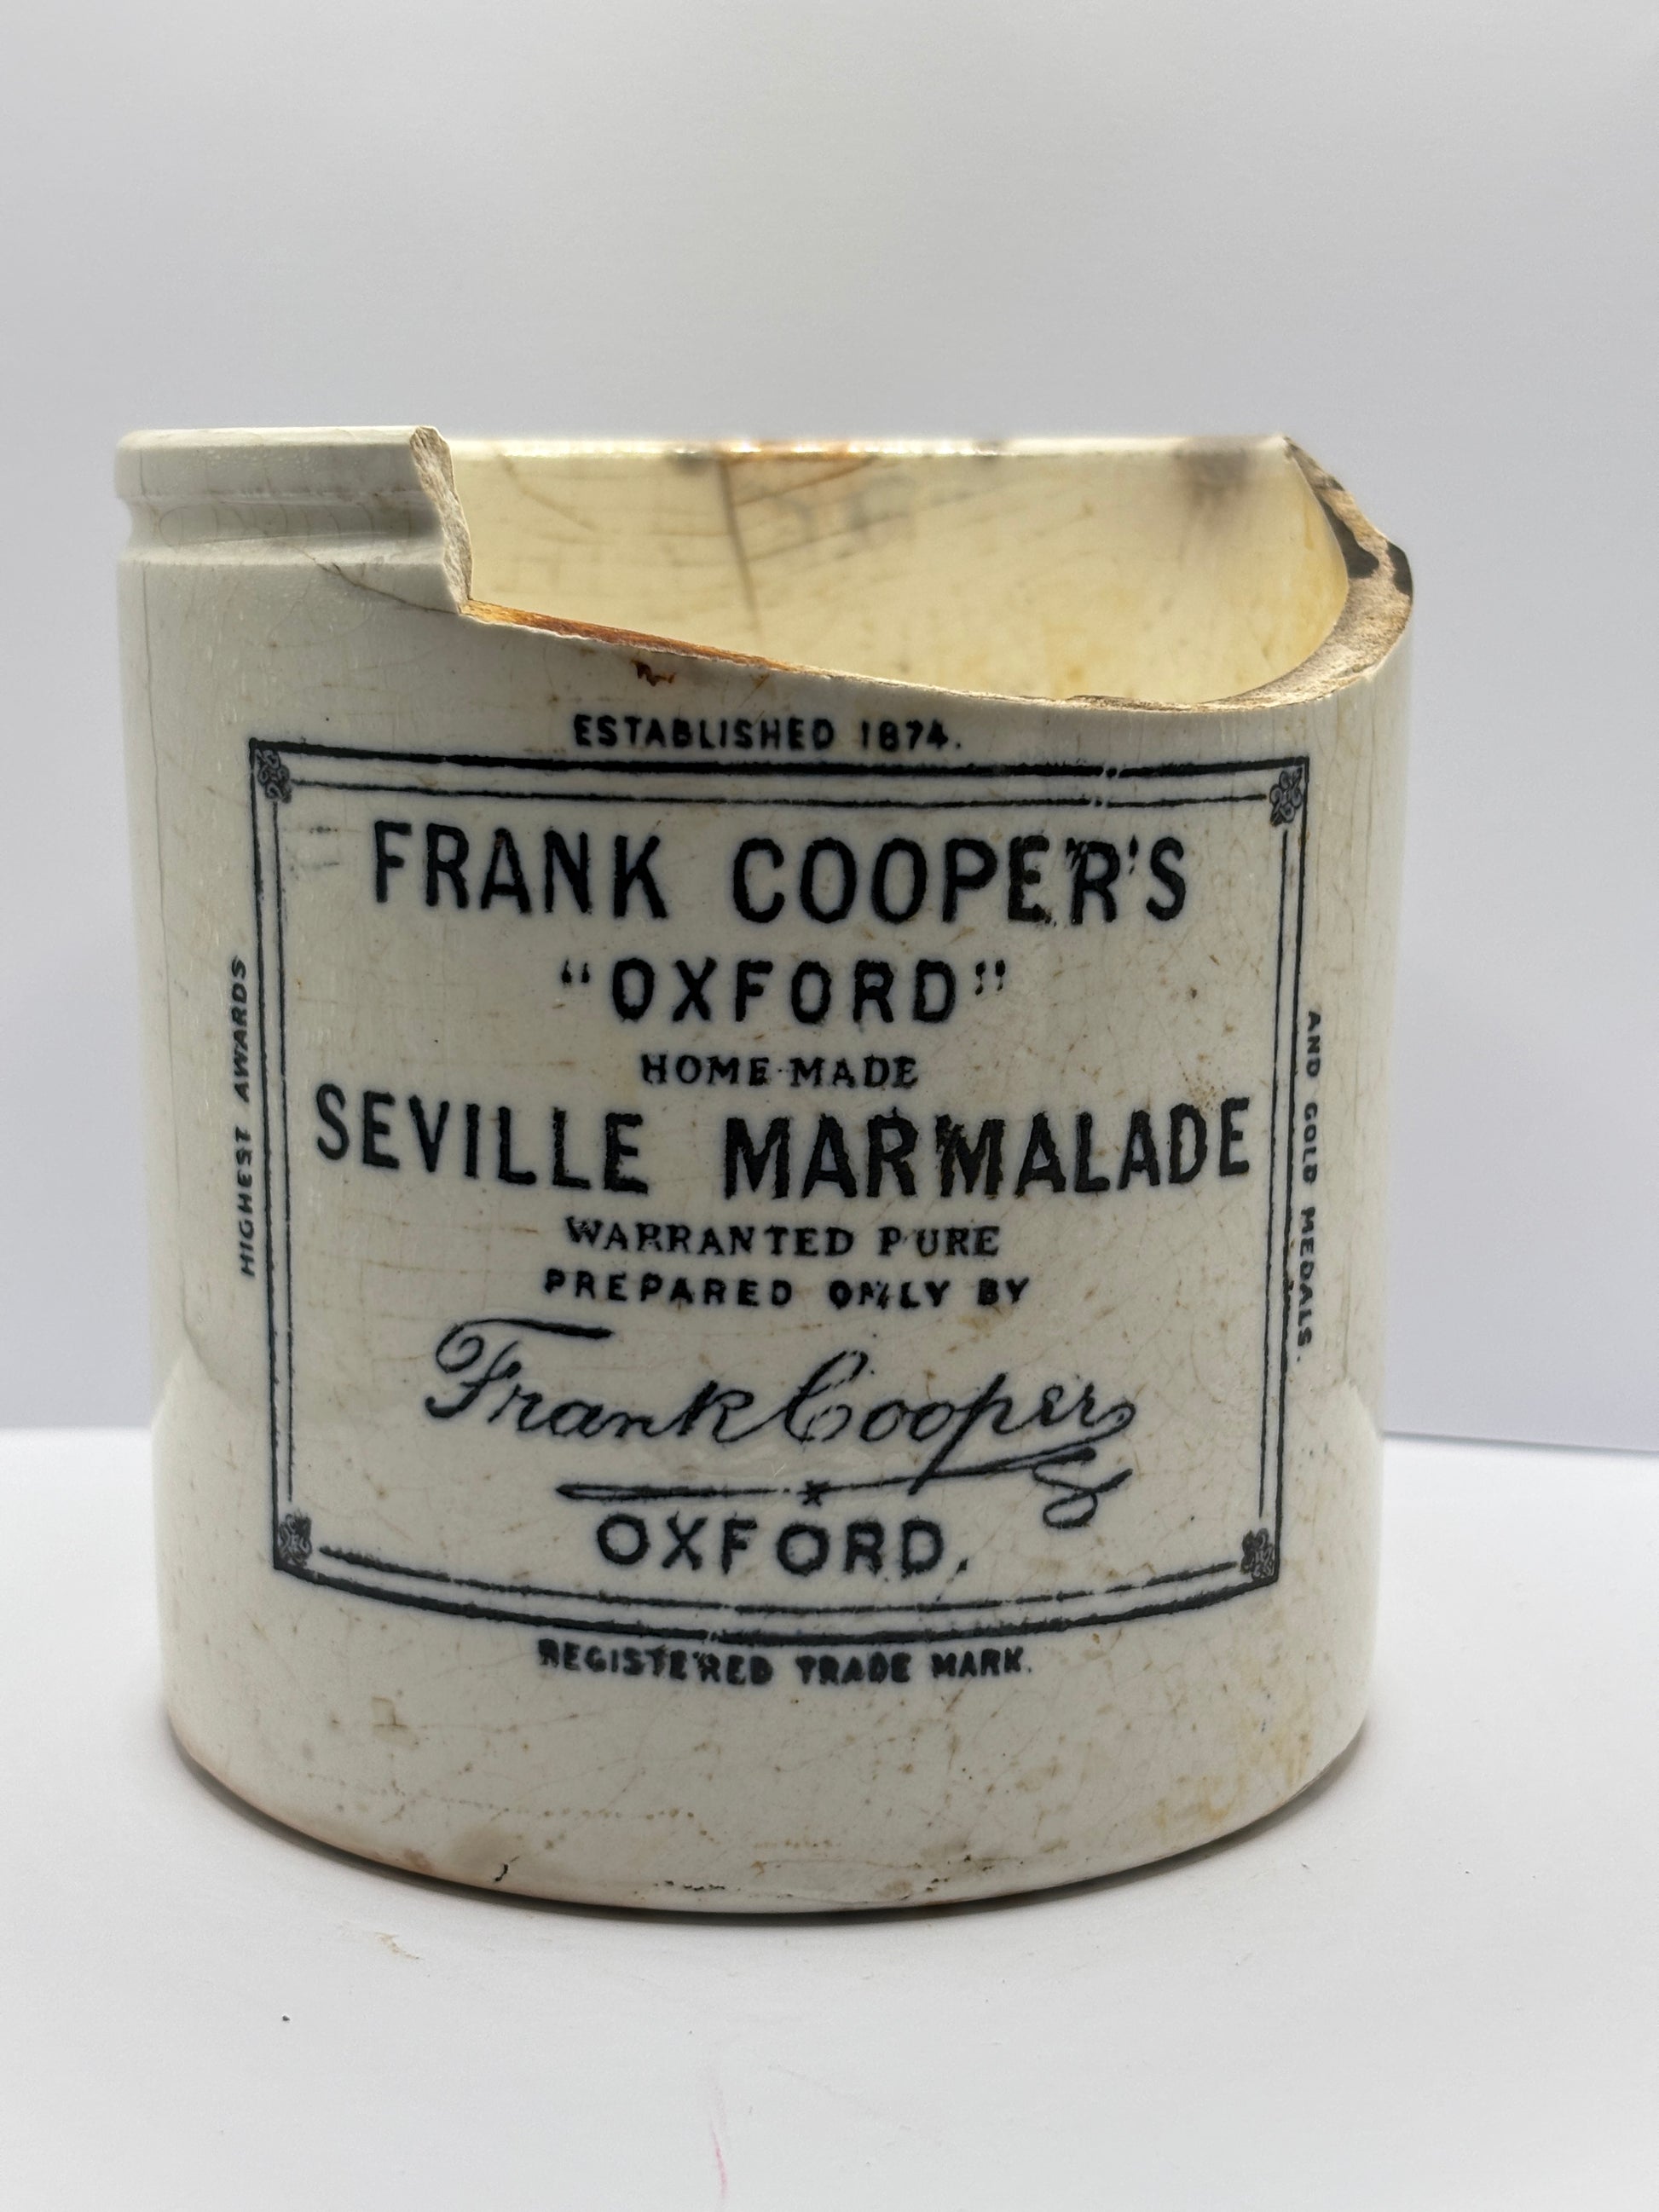 ESTABLISHED 1874.
FRANK COOPER'S
"OXFORD"
HOME-MADE
SEVILLE MARMALADE
WARRANTED PURE
PREPARED ONLY BY
Frank Cooper
OXFORD.
HIGHEST AWARDS
AND GOLD MEDALS.
REGISTERED TRADE MARK.